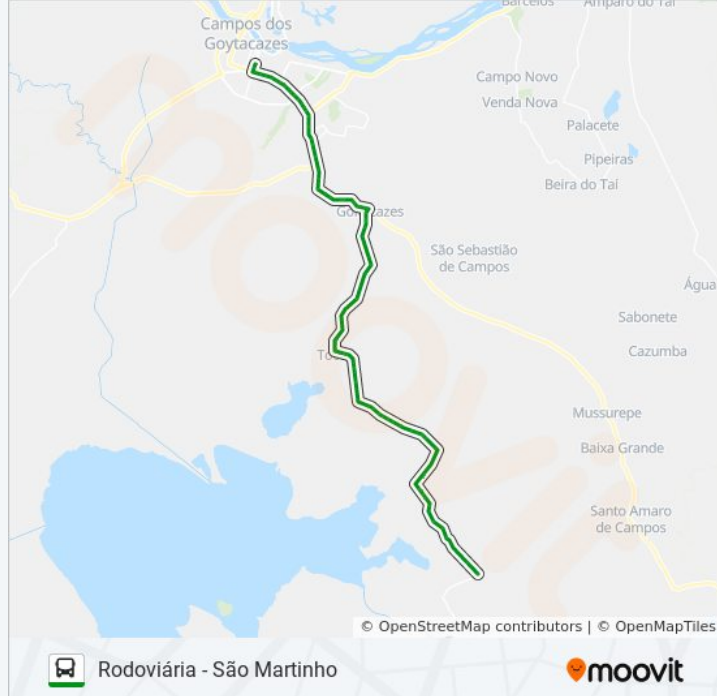 Barcelos
Amparo do Taí
Campos dos
Goytacazes
Campo Novo
Venda Nova
Palacete
Pipeiras
Beira do Taí
São Sebastião
de Campos
Água
Sabonete
Cazumba
Mussurepe
Baixa Grande
Santo Amaro
de Campos
moovit
© OpenStreetMap contributors | © OpenMapTiles
Rodoviária - São Martinho
moovit